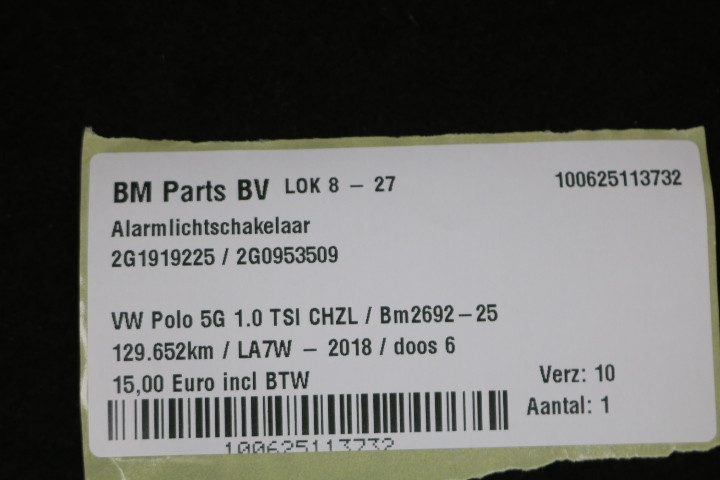 BM Parts BV LOK 8 – 27 100625113732
Alarmlichtschakelaar
2G1919225 / 2G0953509
VW Polo 5G 1.0 TSI CHZL / Bm2692–25
129.652km / LA7W – 2018 / doos 6
15,00 Euro incl BTW Verz: 10
Aantal: 1
100625113732